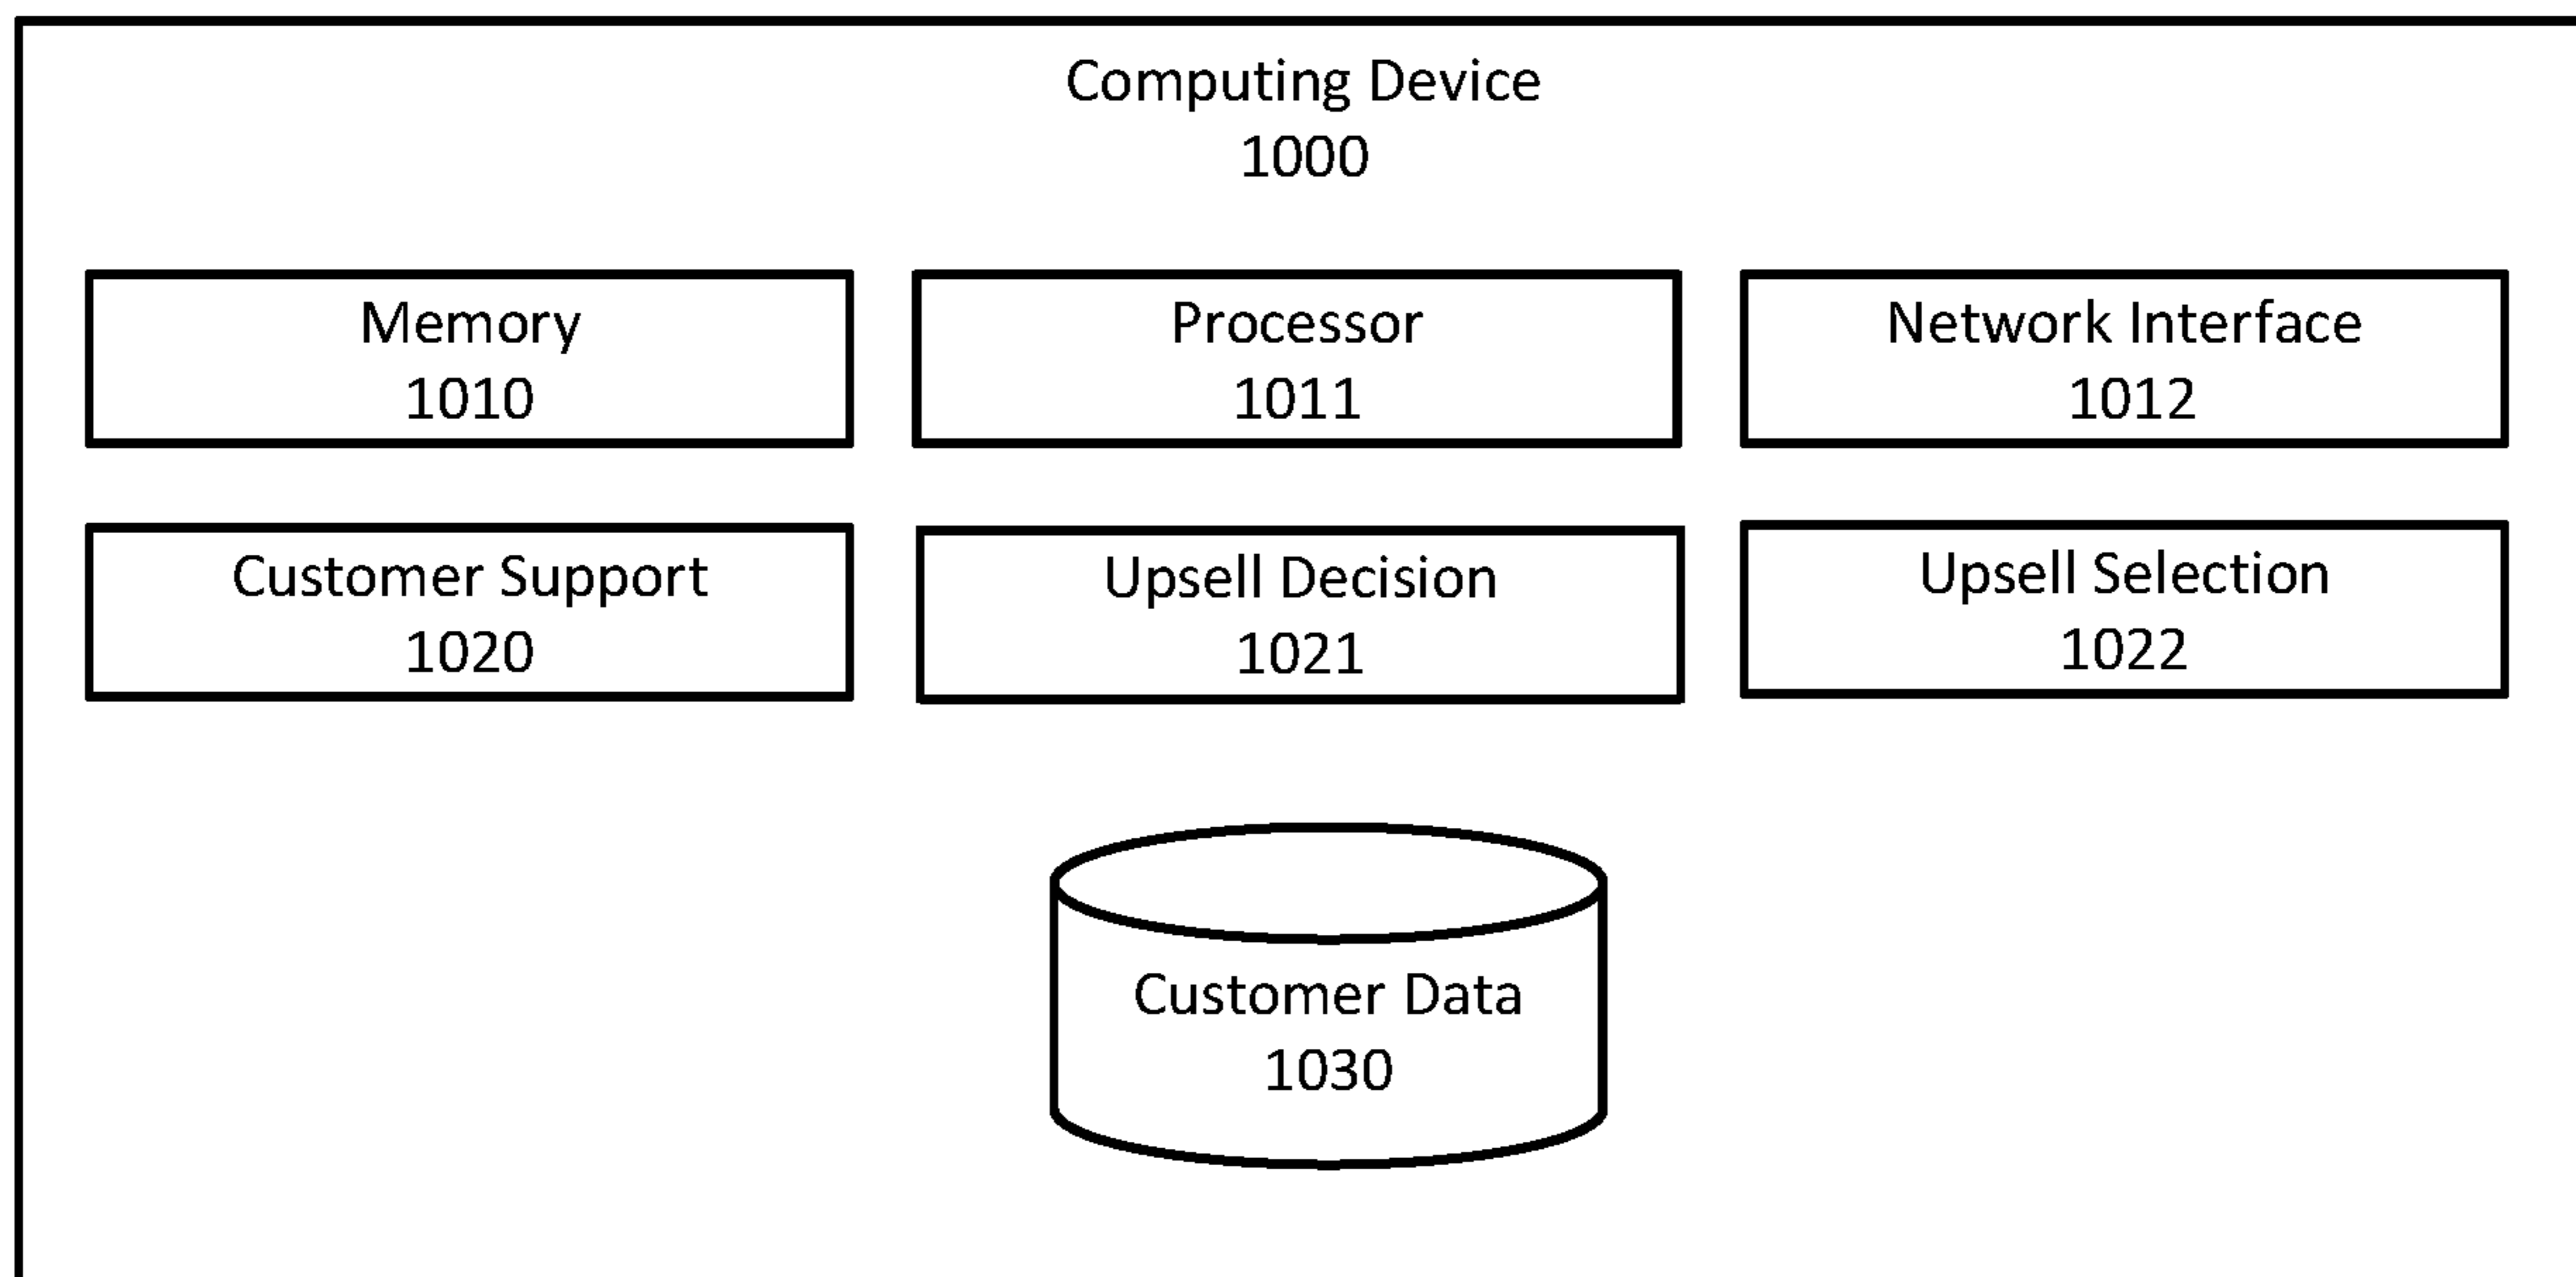 Computing Device
1000
Memory
1010
Processor
1011
Network Interface
1012
Customer Support
1020
Upsell Decision
1021
Upsell Selection
1022
Customer Data
1030